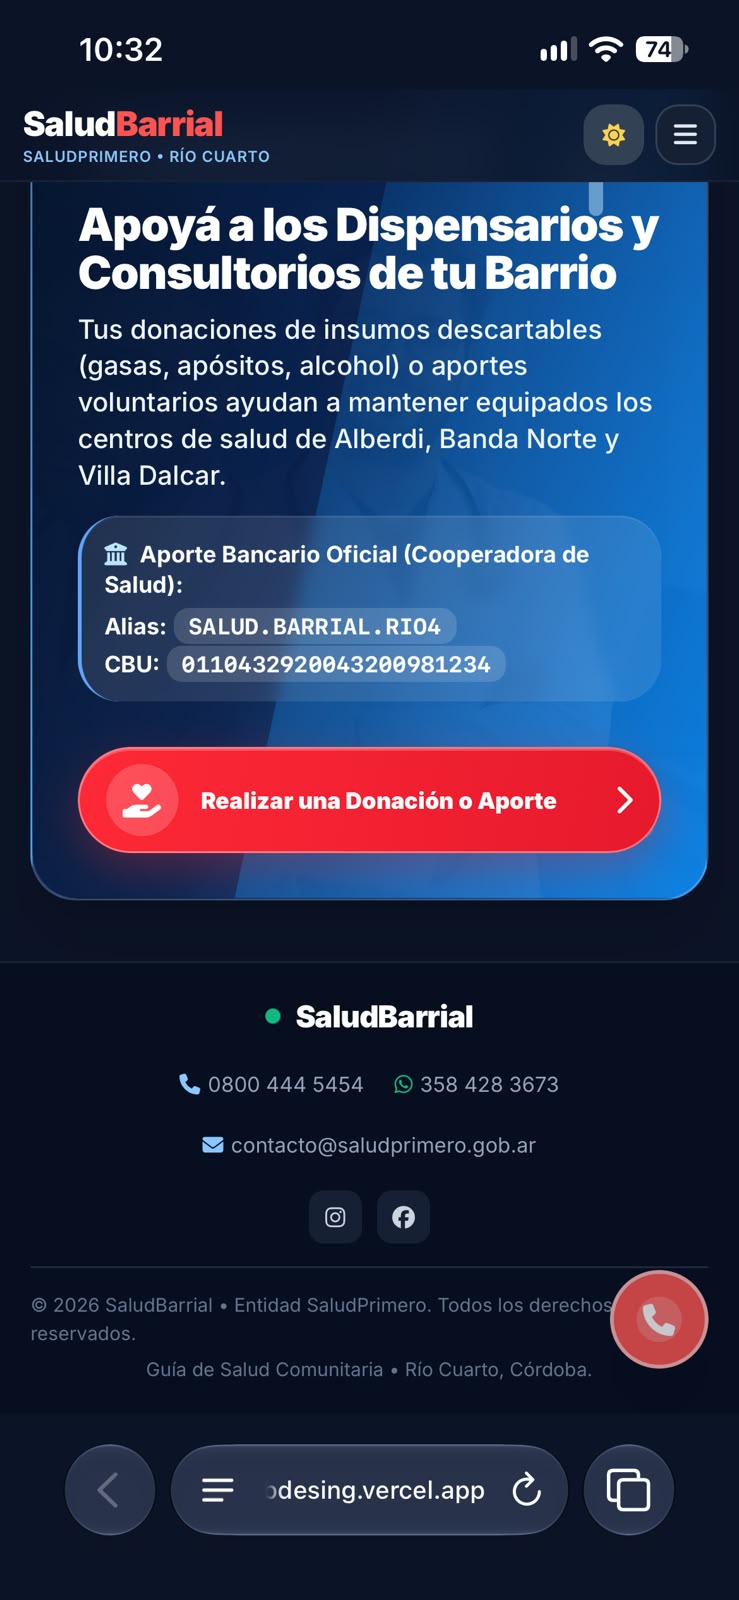 10:32
74
SaludBarrial
SALUDPRIMERO • RÍO CUARTO
Apoyá a los Dispensarios y
Consultorios de tu Barrio
Tus donaciones de insumos descartables
(gasas, apósitos, alcohol) o aportes
voluntarios ayudan a mantener equipados los
centros de salud de Alberdi, Banda Norte y
Villa Dalcar.
Aporte Bancario Oficial (Cooperadora de
Salud):
Alias: SALUD.BARRIAL.RIO4
CBU: 0110432920043200981234
Realizar una Donación o Aporte
SaludBarrial
0800 444 5454 358 428 3673
contacto@saludprimero.gob.ar
© 2026 SaludBarrial • Entidad SaludPrimero. Todos los derechos
reservados.
Guía de Salud Comunitaria • Río Cuarto, Córdoba.
desing.vercel.app